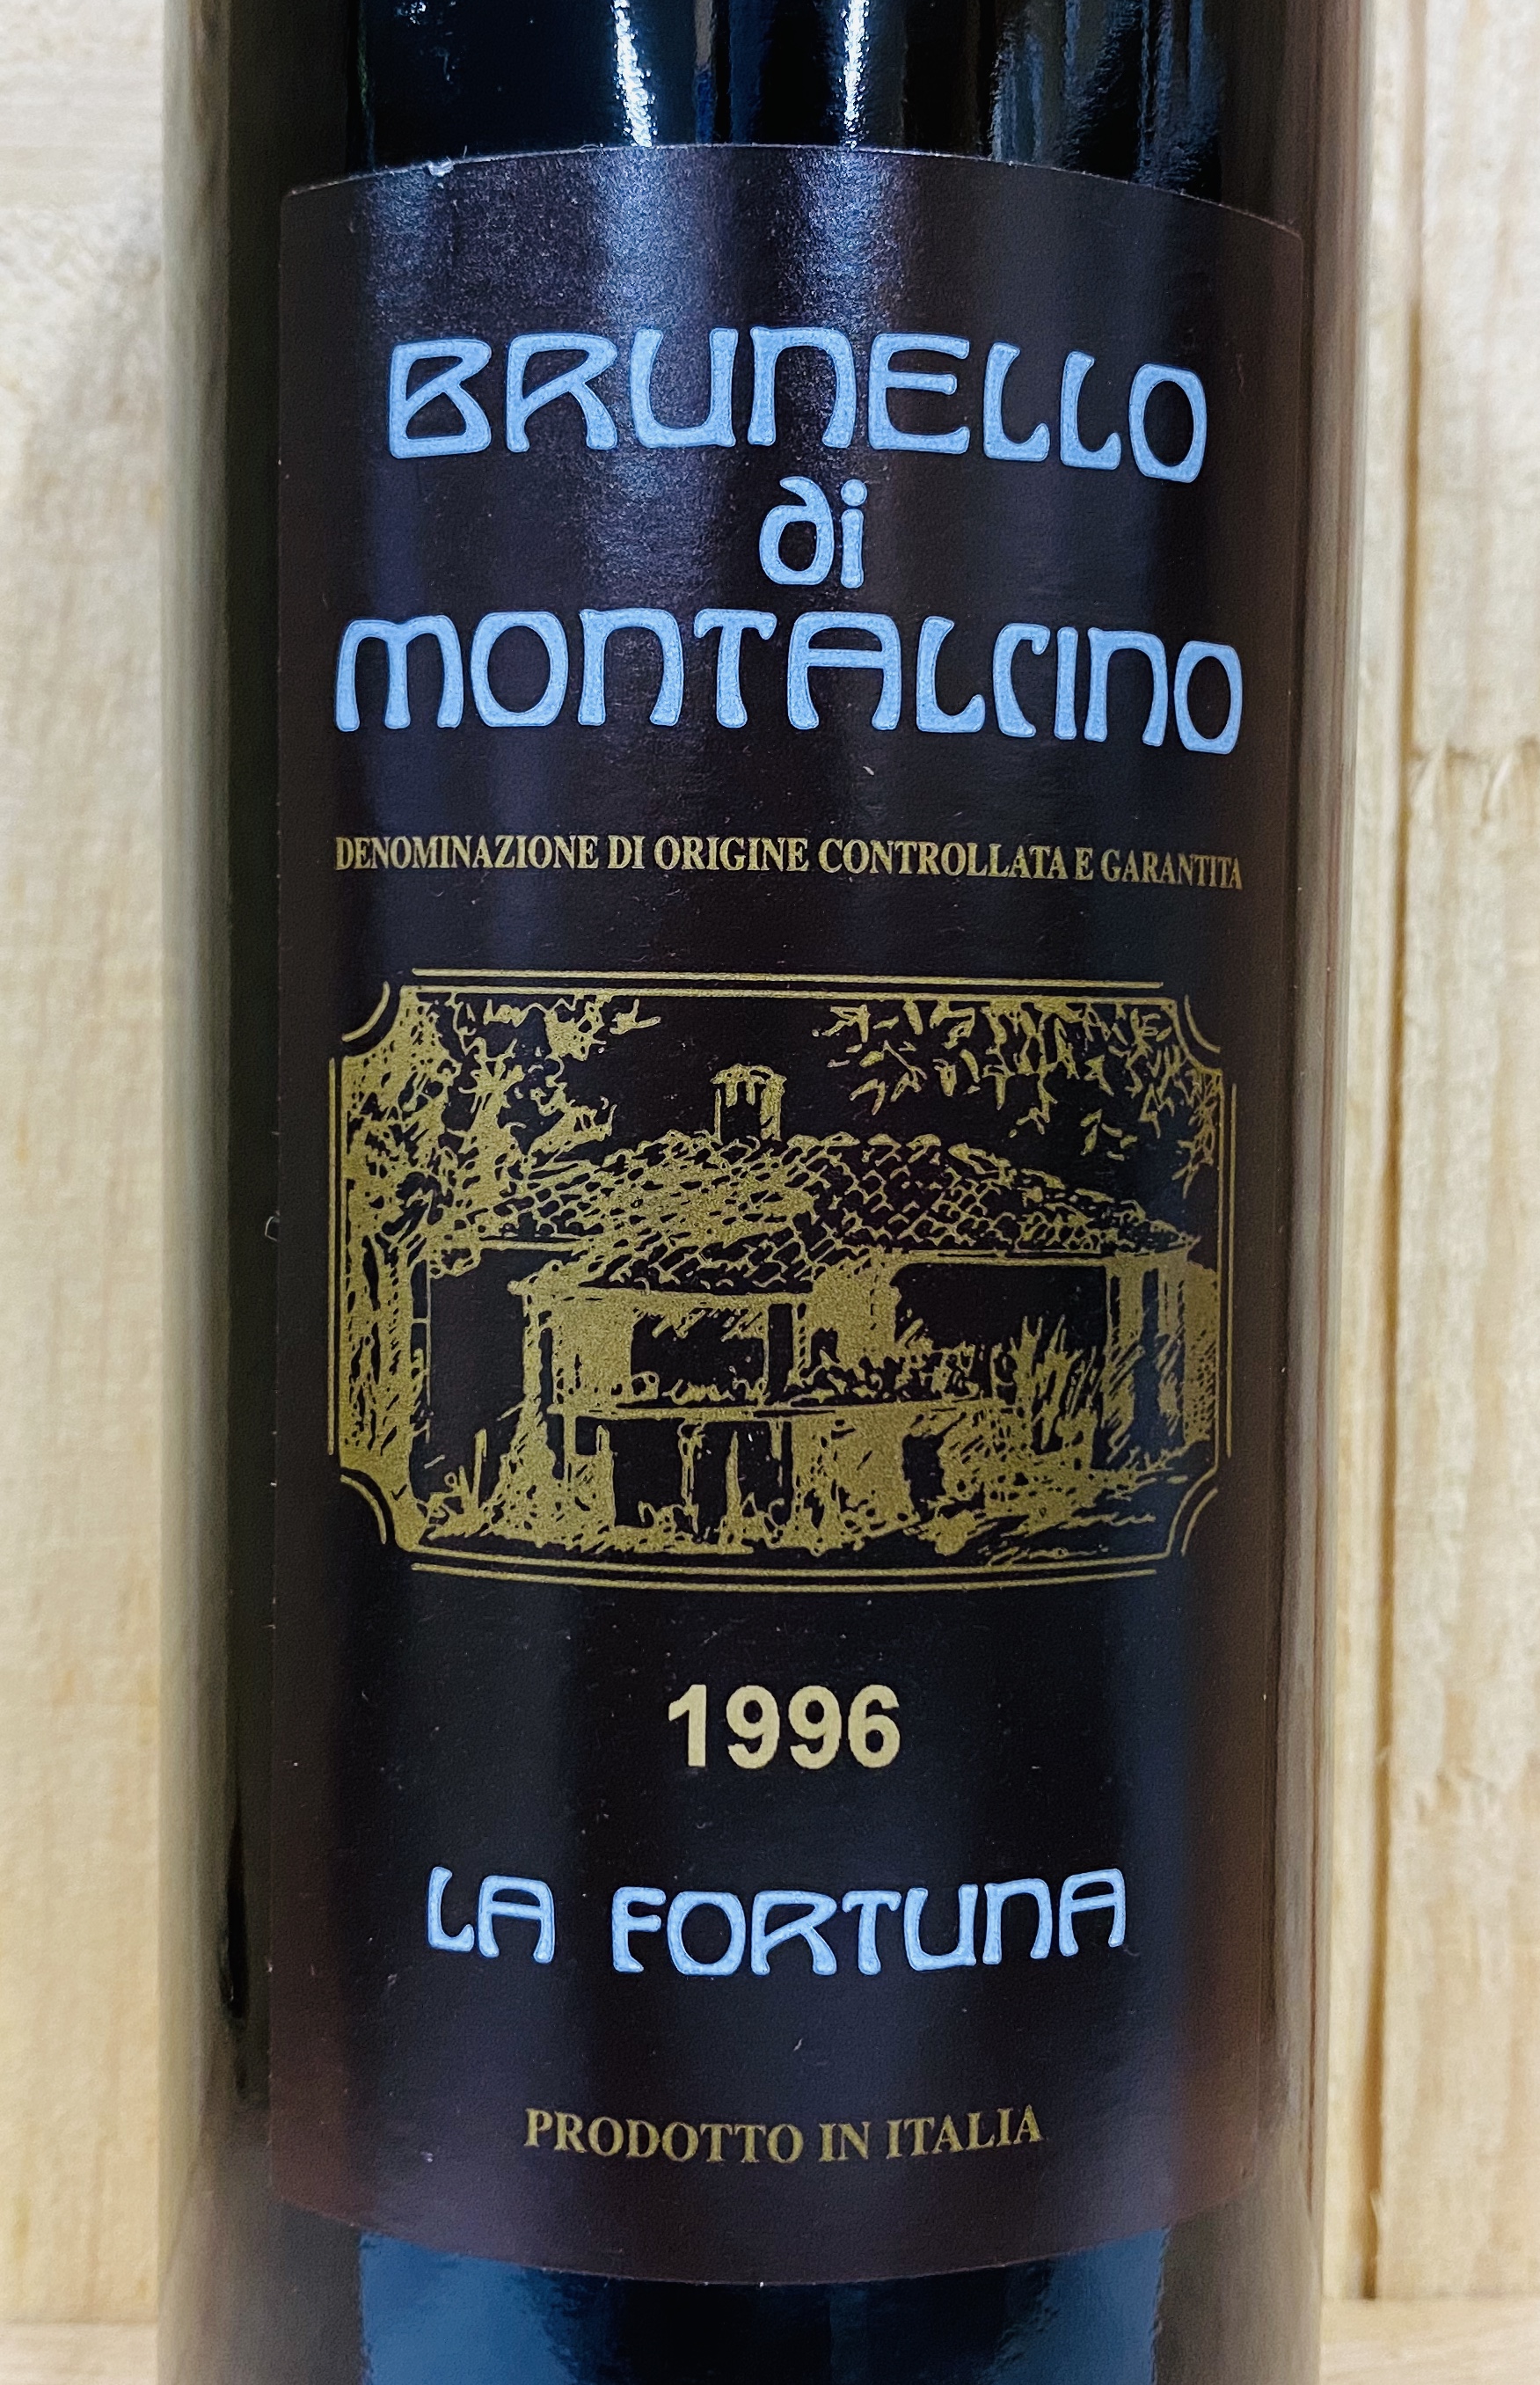 BRUNELLO
di
MONTALCINO
DENOMINAZIONE DI ORIGINE CONTROLLATA E GARANTITA
1996
LA FORTUNA
PRODOTTO IN ITALIA